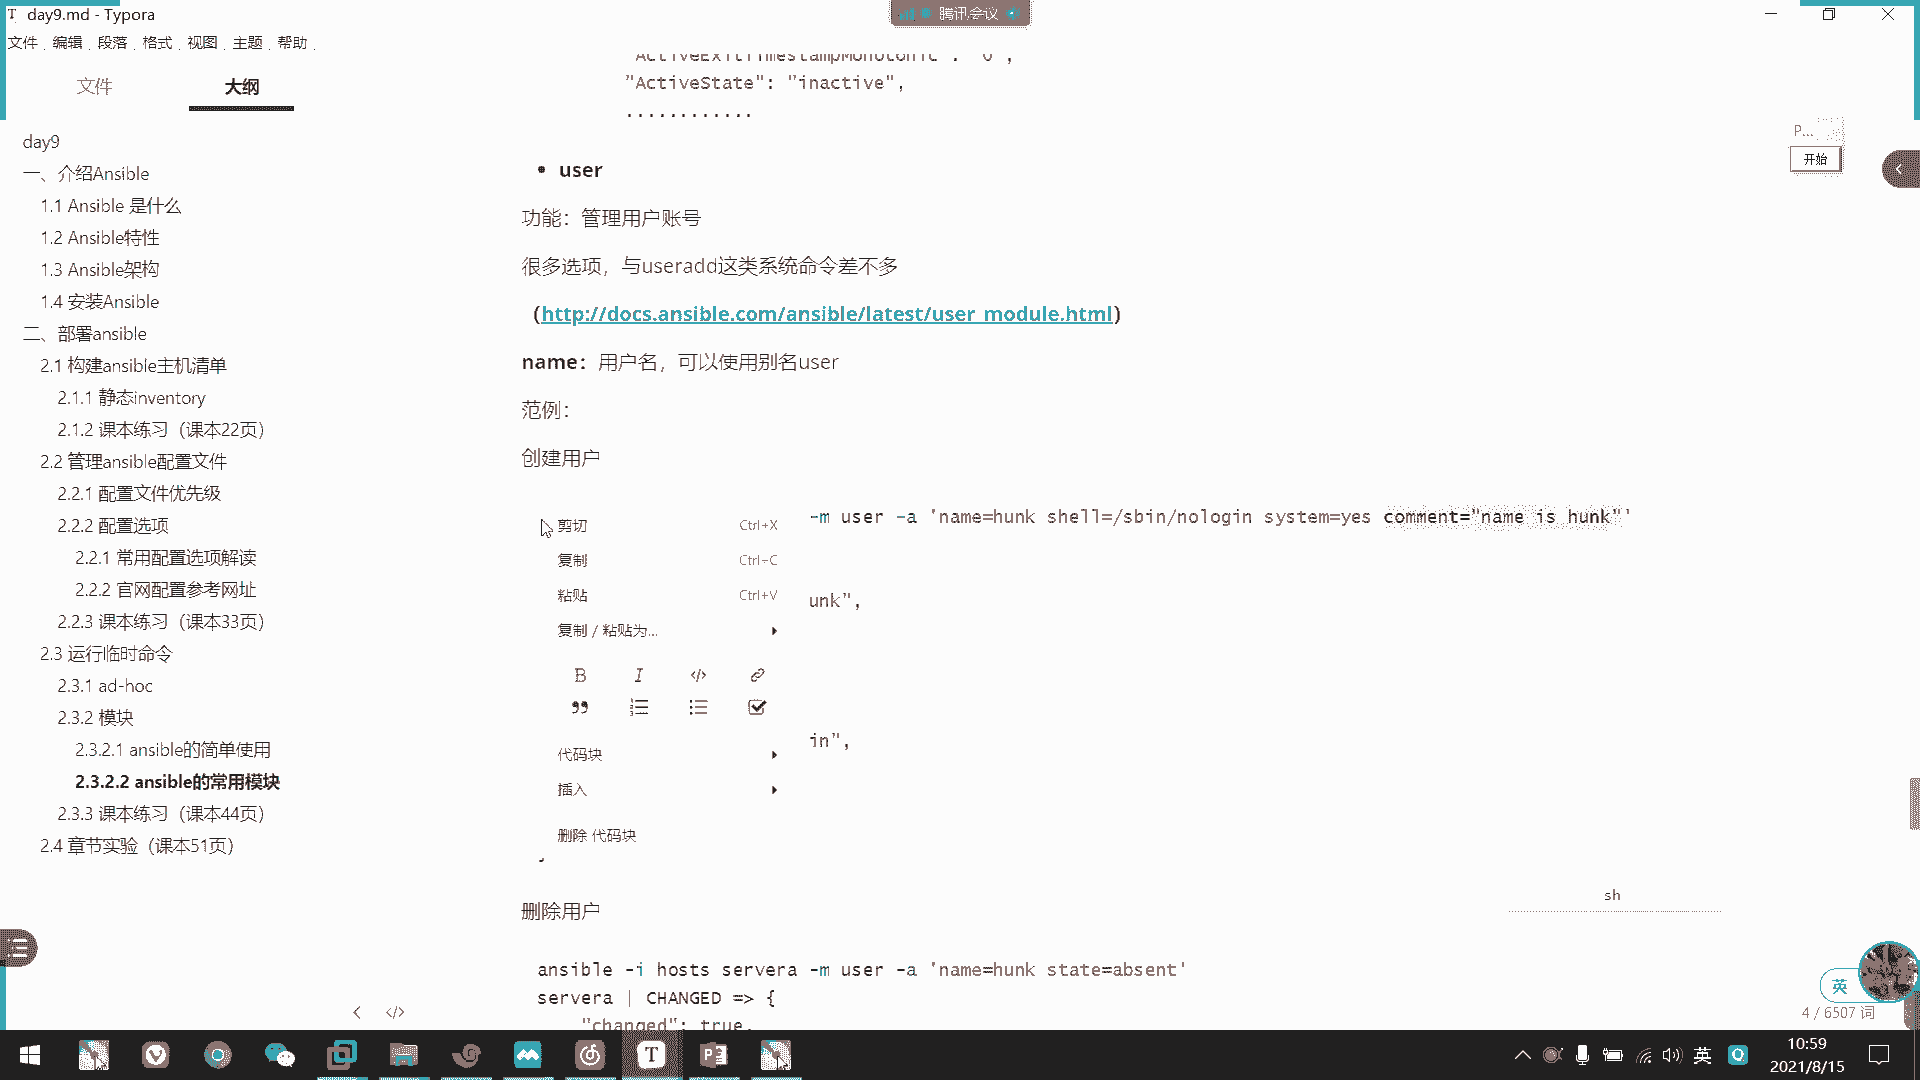 day9.md - Typora
腾讯会议
文件 编辑 段落 格式 视图 主题 帮助
文件 大纲
day9
一、介绍Ansible
1.1 Ansible 是什么
1.2 Ansible特性
1.3 Ansible架构
1.4 安装Ansible
二、部署ansible
2.1 构建ansible主机清单
2.1.1 静态inventory
2.1.2 课本练习（课本22页）
2.2 管理ansible配置文件
2.2.1 配置文件优先级
2.2.2 配置选项
2.2.1 常用配置选项解读
2.2.2 官网配置参考网址
2.2.3 课本练习（课本33页）
2.3 运行临时命令
2.3.1 ad-hoc
2.3.2 模块
2.3.2.1 ansible的简单使用
2.3.2.2 ansible的常用模块
2.3.3 课本练习（课本44页）
2.4 章节实验（课本51页）
"ActiveExitTimestampMonotonic": "0",
"ActiveState": "inactive",
............
• user
功能：管理用户账号
很多选项，与useradd这类系统命令差不多
（http://docs.ansible.com/ansible/latest/user_module.html）
name：用户名，可以使用别名user
范例：
创建用户
-m user -a 'name=hunk shell=/sbin/nologin system=yes comment="name is hunk"'
unk",
in",
剪切 Ctrl+X
复制 Ctrl+C
粘贴 Ctrl+V
复制 / 粘贴为...
B I </>
代码块
插入
删除 代码块
sh
删除用户
ansible -i hosts servera -m user -a 'name=hunk state=absent'
servera | CHANGED => {
"changed": true,
P...
开始
英
4 / 6507 词
< </>
英
10:59
2021/8/15